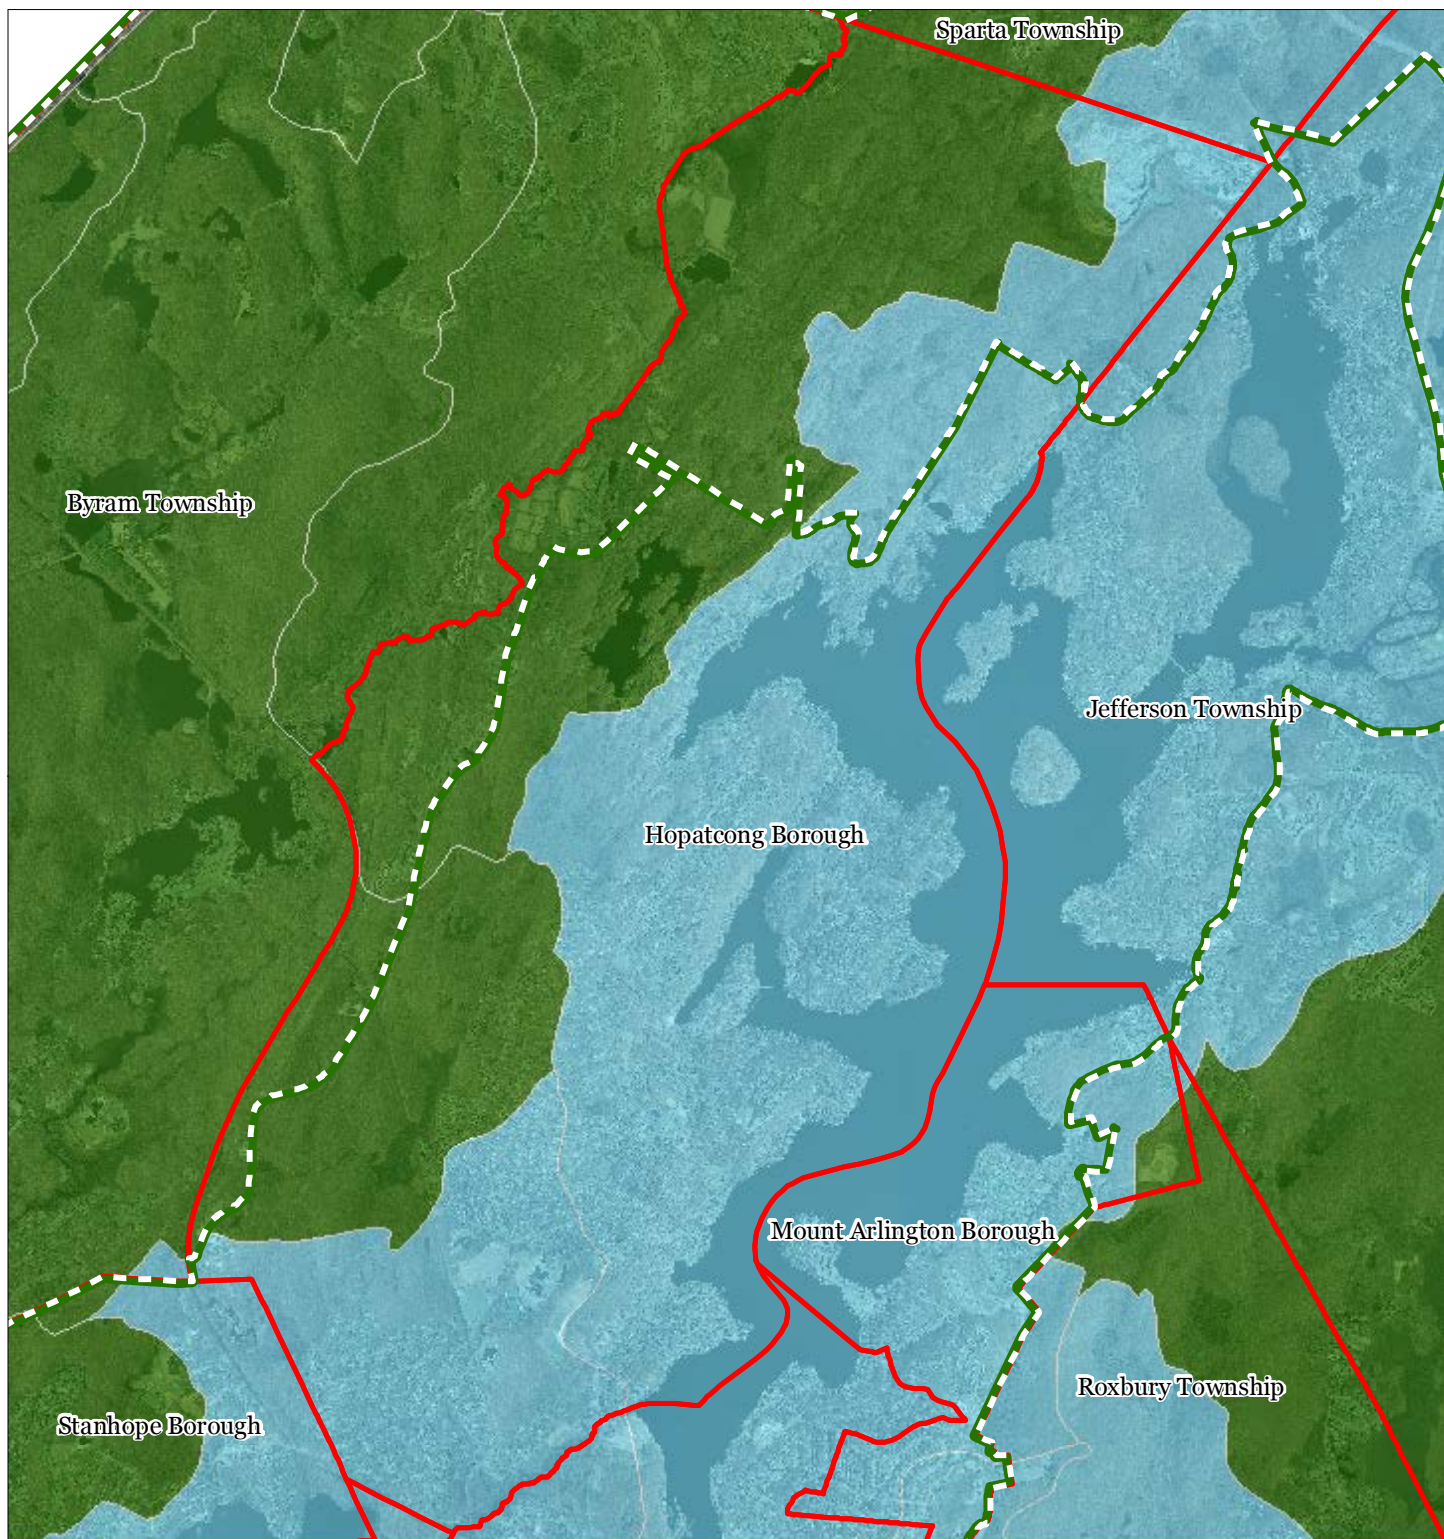 Sparta Township
Byram Township
Jefferson Township
Hopatcong Borough
Mount Arlington Borough
Roxbury Township
Stanhope Borough